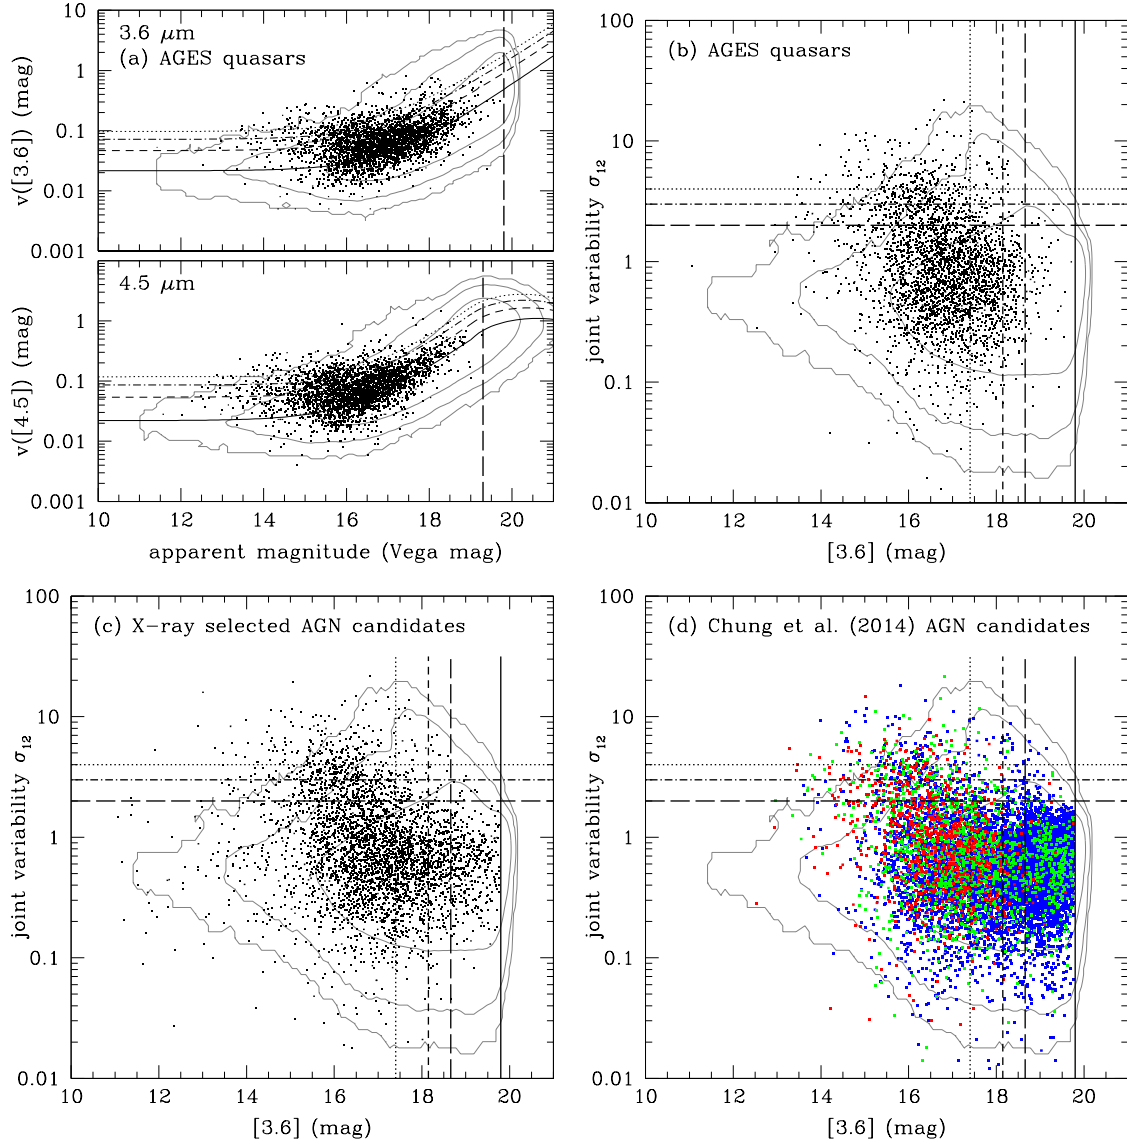 3.6 μm
(a) AGES quasars
v([3.6]) (mag)
10
1
0.1
0.01
0.001
4.5 μm
v([4.5]) (mag)
1
0.1
0.01
0.001
10 12 14 16 18 20
apparent magnitude (Vega mag)
(b) AGES quasars
joint variability σ12
100
10
1
0.1
0.01
10 12 14 16 18 20
[3.6] (mag)
(c) X-ray selected AGN candidates
joint variability σ12
100
10
1
0.1
0.01
10 12 14 16 18 20
[3.6] (mag)
(d) Chung et al. (2014) AGN candidates
joint variability σ12
100
10
1
0.1
0.01
10 12 14 16 18 20
[3.6] (mag)